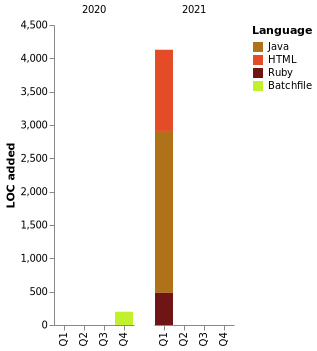 2020 2021
Language
Java
HTML
Ruby
Batchfile
LOC added
4,500
4,000
3,500
3,000
2,500
2,000
1,500
1,000
500
0
Q1 Q2 Q3 Q4 Q1 Q2 Q3 Q4